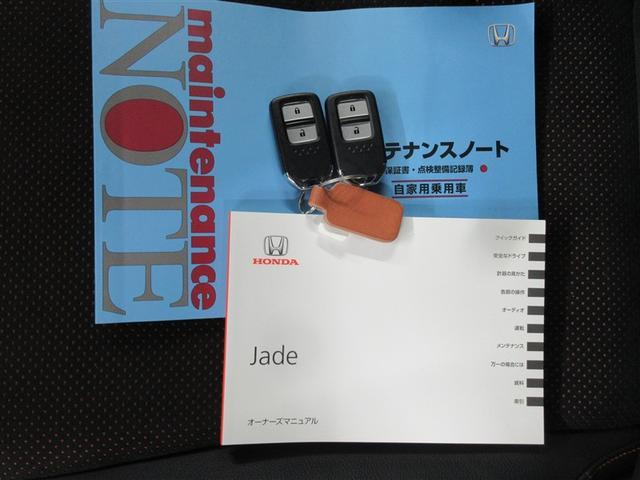 maintenance
NOTE
テナンスノート
保証書・点検整備記録簿
自家用乗用車
HONDA
Jade
オーナーズマニュアル
クイックガイド
安全なドライブ
計器の見かた
各部の操作
オーディオ
運転
メンテナンス
万一の場合には
資料
索引